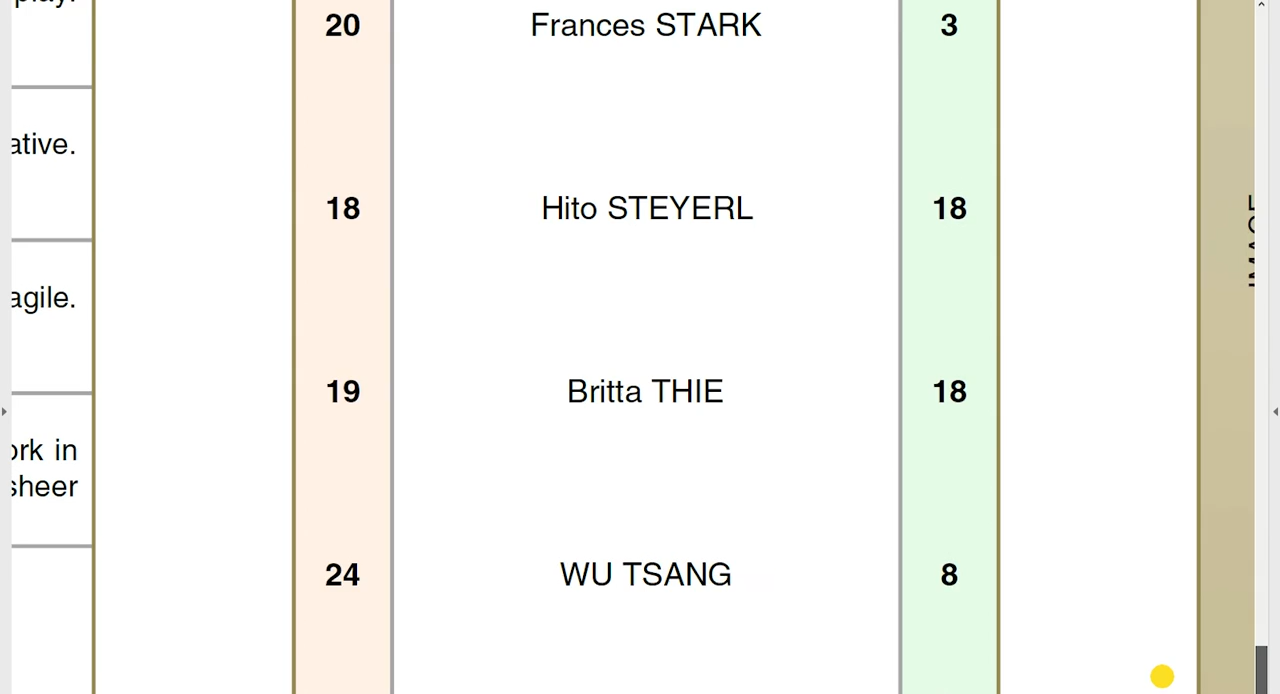 20 Frances STARK 3
ative.
18 Hito STEYERL 18
agile.
19 Britta THIE 18
ork in
sheer
24 WU TSANG 8